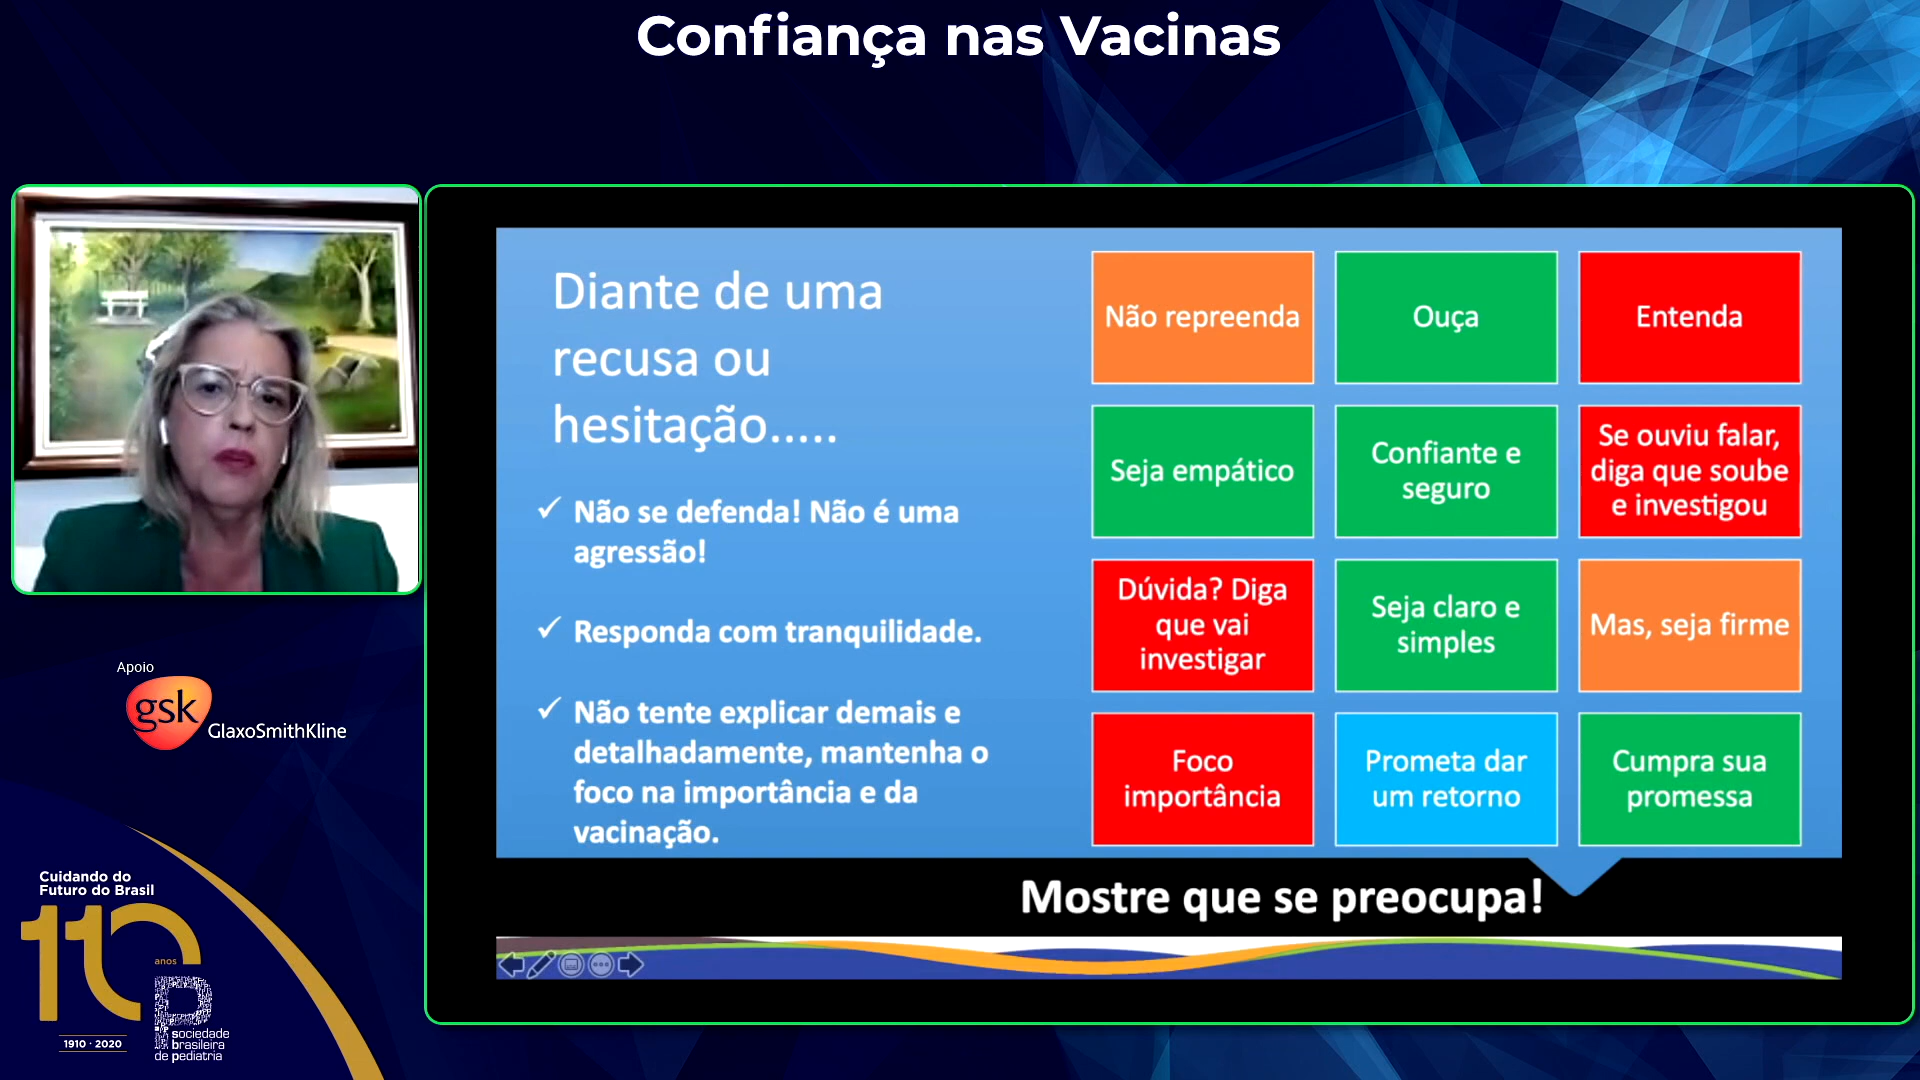 Confiança nas Vacinas
Diante de uma
recusa ou
hesitação.....
✓ Não se defenda! Não é uma
agressão!
✓ Responda com tranquilidade.
✓ Não tente explicar demais e
detalhadamente, mantenha o
foco na importância e da
vacinação.
Não repreenda
Ouça
Entenda
Seja empático
Confiante e
seguro
Se ouviu falar,
diga que soube
e investigou
Dúvida? Diga
que vai
investigar
Seja claro e
simples
Mas, seja firme
Foco
importância
Prometa dar
um retorno
Cumpra sua
promessa
Mostre que se preocupa!
Apoio
gsk
GlaxoSmithKline
Cuidando do
Futuro do Brasil
110
anos
1910 · 2020
sociedade
brasileira
de pediatria